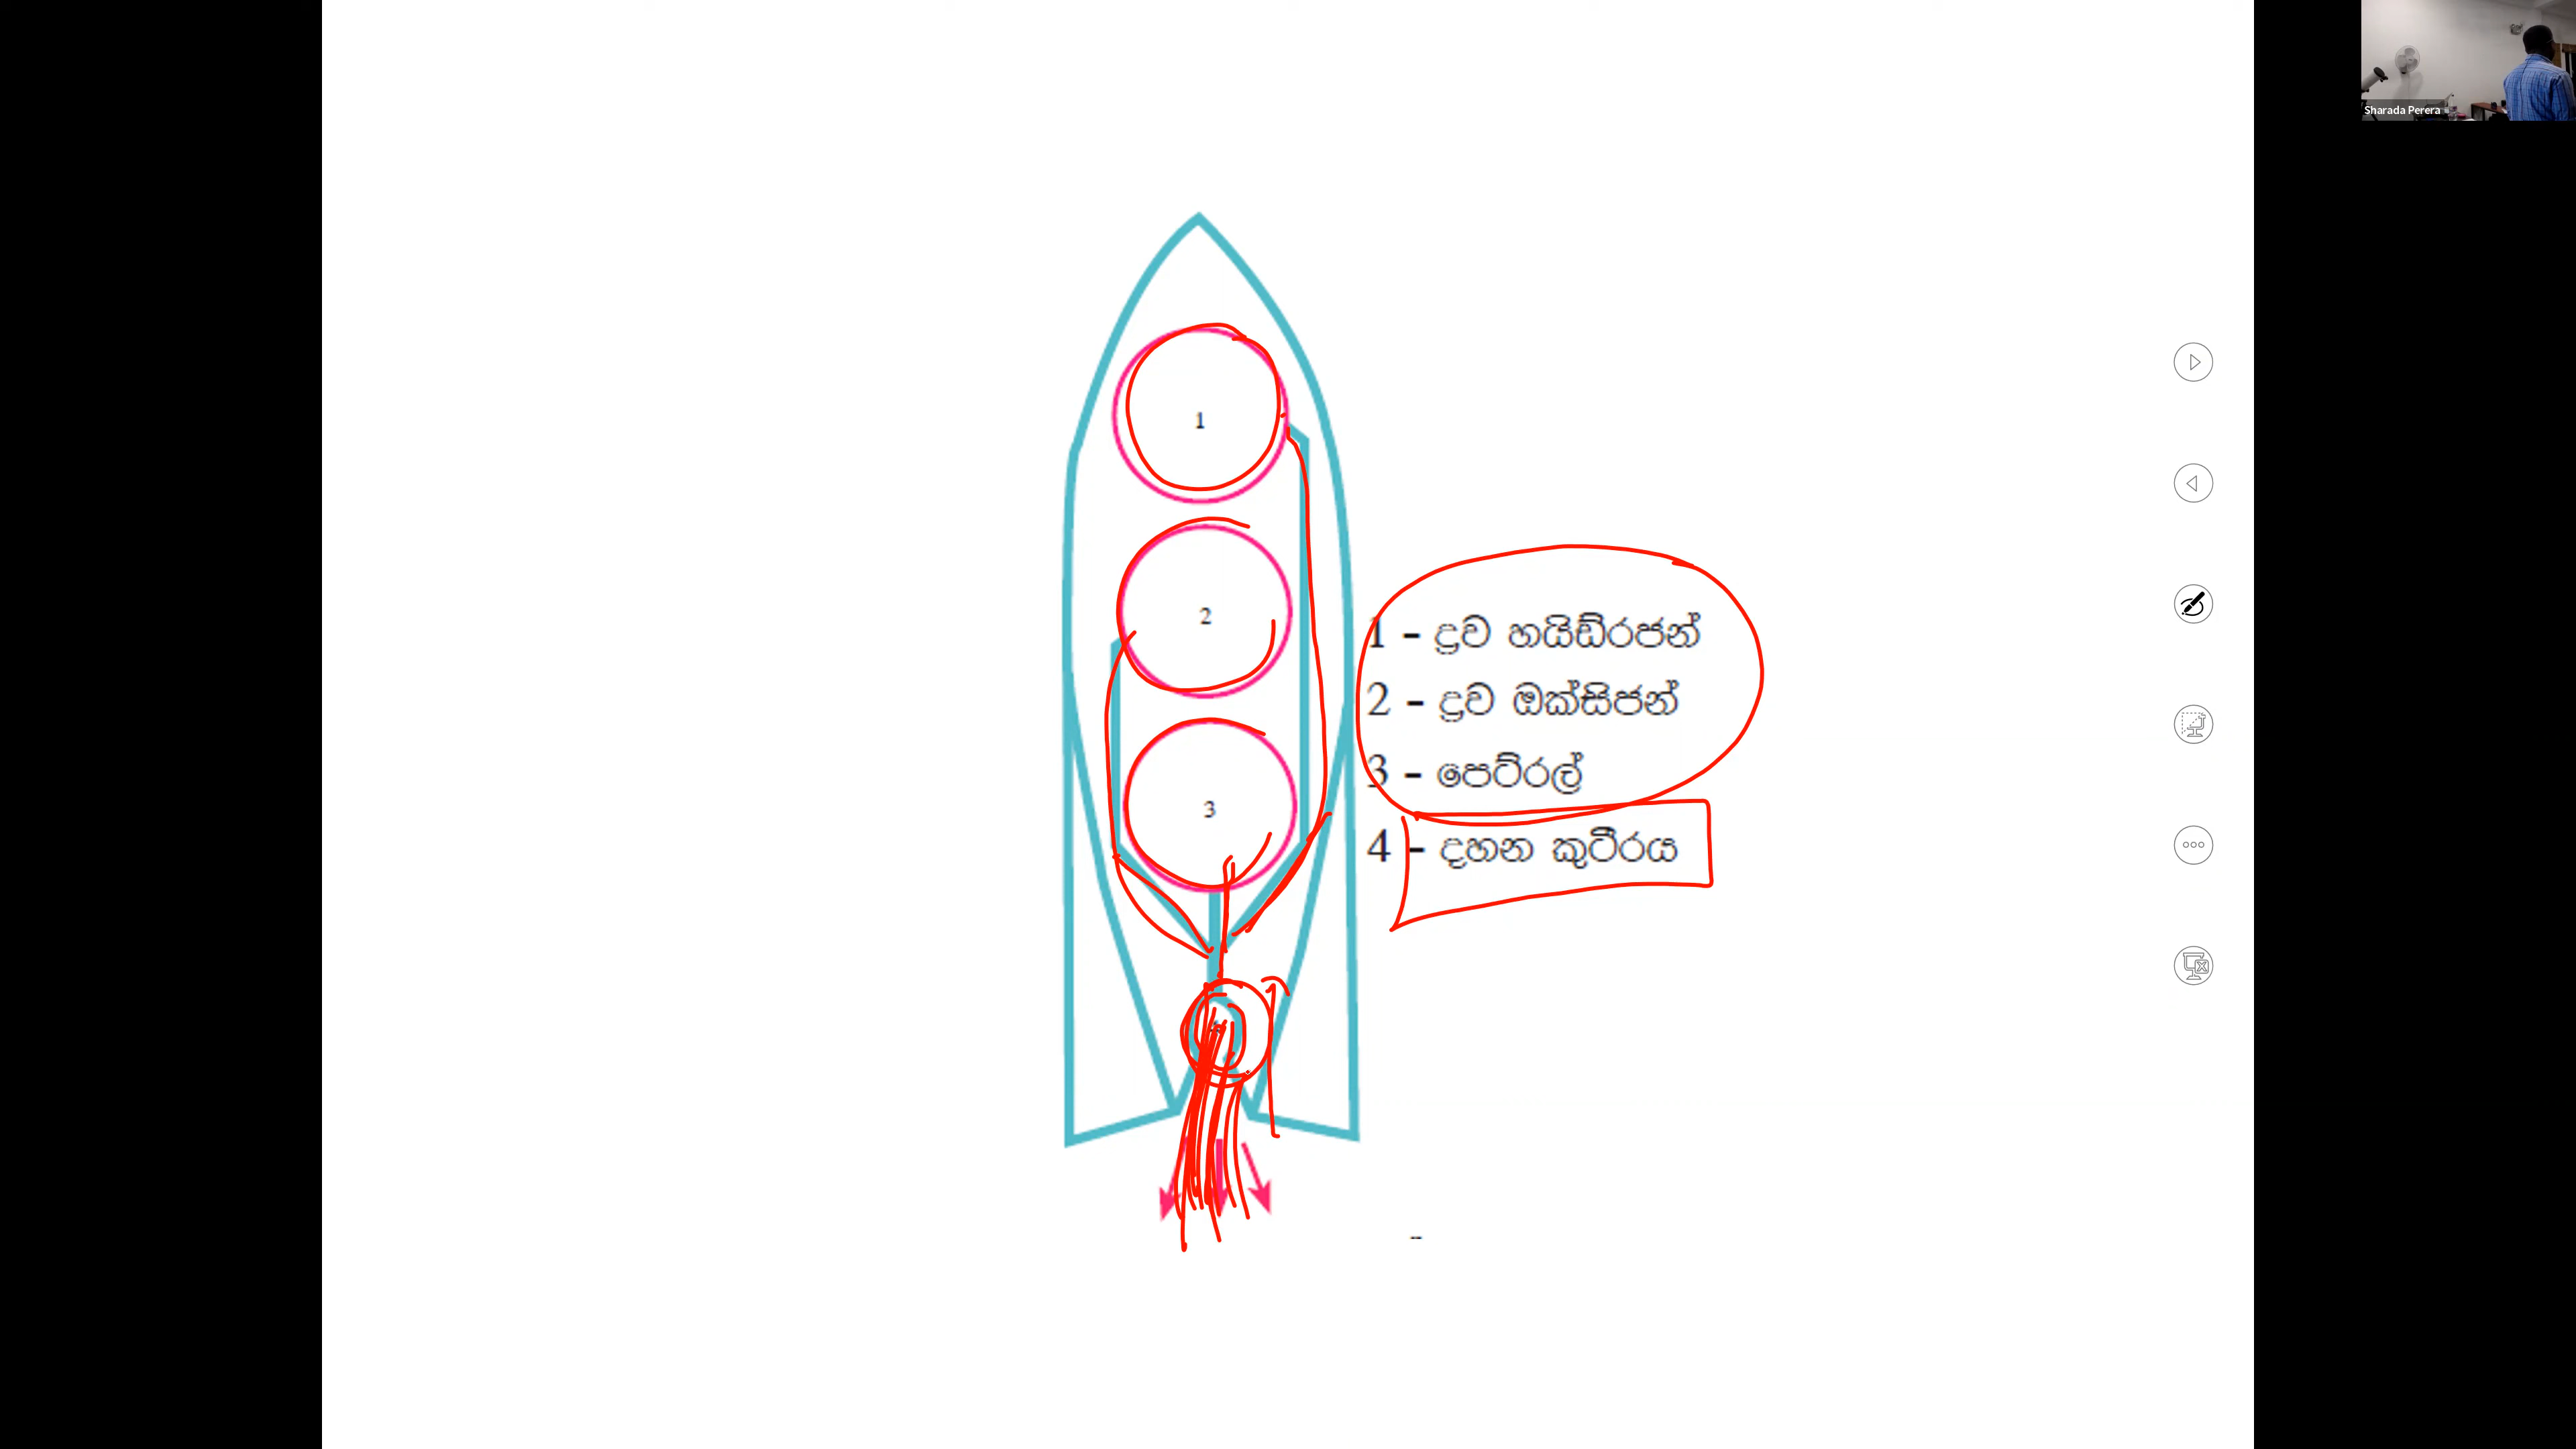 Sharada Perera
1
2
3
1 - ද්‍රව හයිඩ්රජන්
2 - ද්‍රව ඔක්සිජන්
3 - පෙට්රල්
4 - දහන කුටීරය